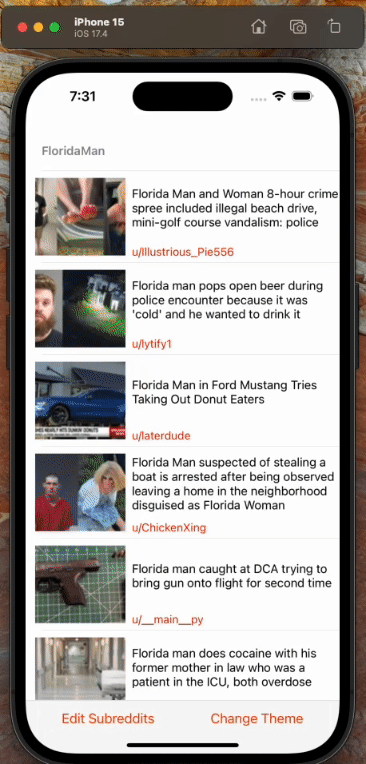 iPhone 15
iOS 17.4
7:31
FloridaMan
Florida Man and Woman 8-hour crime
spree included illegal beach drive,
mini-golf course vandalism: police
u/Illustrious_Pie556
Florida man pops open beer during
police encounter because it was
'cold' and he wanted to drink it
u/lytify1
Florida Man in Ford Mustang Tries
Taking Out Donut Eaters
u/laterdude
Florida Man suspected of stealing a
boat is arrested after being observed
leaving a home in the neighborhood
disguised as Florida Woman
u/ChickenXing
Florida man caught at DCA trying to
bring gun onto flight for second time
u/__main__py
Florida man does cocaine with his
former mother in law who was a
patient in the ICU, both overdose
Edit Subreddits
Change Theme